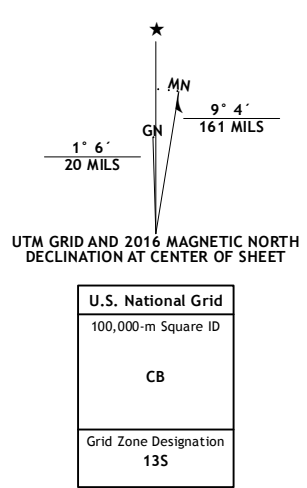 MN
GN
9° 4´
161 MILS
1° 6´
20 MILS
UTM GRID AND 2016 MAGNETIC NORTH
DECLINATION AT CENTER OF SHEET
U.S. National Grid
100,000-m Square ID
CB
Grid Zone Designation
13S